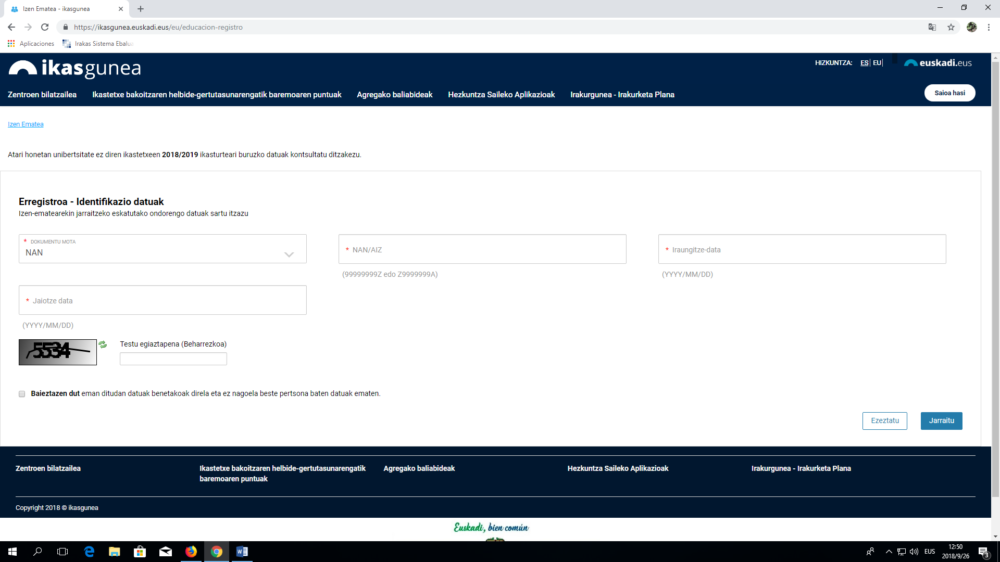 Izen Ematea - ikasgunea
https://ikasgunea.euskadi.eus/eu/educacion-registro
Aplicaciones
Irakas Sistema Ebalua
ikasgunea
HIZKUNTZA: ES EU
euskadi.eus
Zentroen bilatzailea
Ikastetxe bakoitzaren helbide-gertutasunarengatik baremoaren puntuak
Agregako baliabideak
Hezkuntza Saileko Aplikazioak
Irakurgunea - Irakurketa Plana
Saioa hasi
Izen Ematea
Atari honetan unibertsitate ez diren ikastetxeen 2018/2019 ikasturteari buruzko datuak kontsultatu ditzakezu.
Erregistroa - Identifikazio datuak
Izen-ematearekin jarraitzeko eskatutako ondorengo datuak sartu itzazu
* DOKUMENTU MOTA
NAN
* NAN/AIZ
(99999999Z edo Z9999999A)
* Iraungitze-data
(YYYY/MM/DD)
* Jaiotze data
(YYYY/MM/DD)
5534
Testu egiaztapena (Beharrezkoa)
Baieztazen dut eman ditudan datuak benetakoak direla eta ez nagoela beste pertsona baten datuak ematen.
Ezeztatu
Jarraitu
Zentroen bilatzailea
Ikastetxe bakoitzaren helbide-gertutasunarengatik
baremoaren puntuak
Agregako baliabideak
Hezkuntza Saileko Aplikazioak
Irakurgunea - Irakurketa Plana
Copyright 2018 © ikasgunea
Euskadi, bien común
EUS
12:50
2018/9/26
3